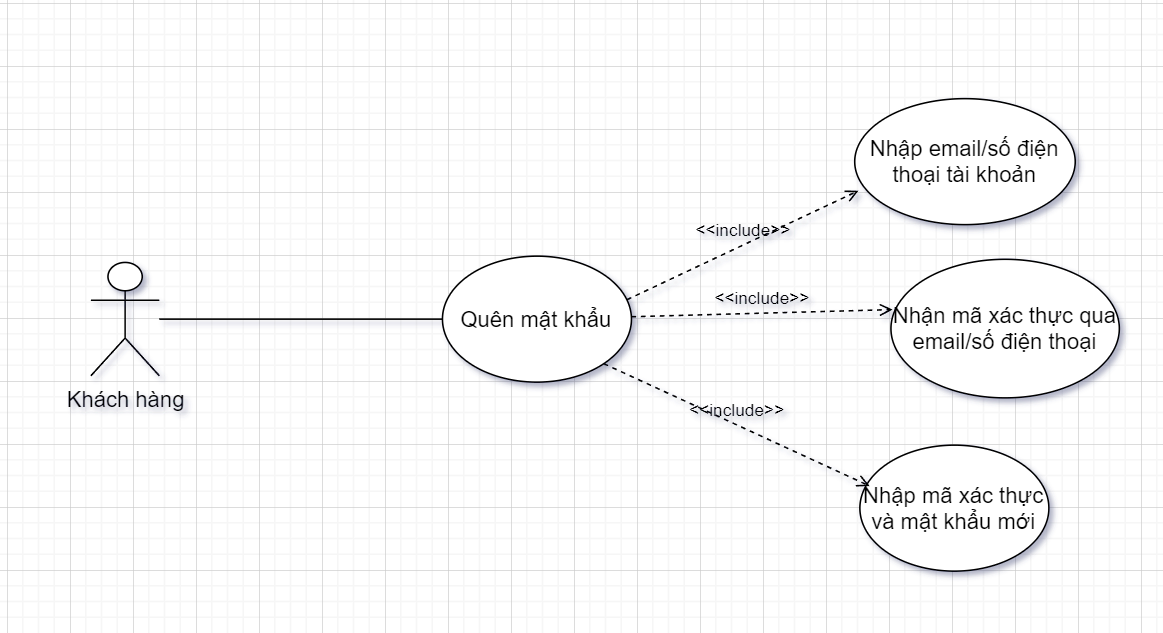 Nhập email/số điện
thoại tài khoản
<<include>>
<<include>>
Nhận mã xác thực qua
email/số điện thoại
Quên mật khẩu
Khách hàng
<<include>>
Nhập mã xác thực
và mật khẩu mới